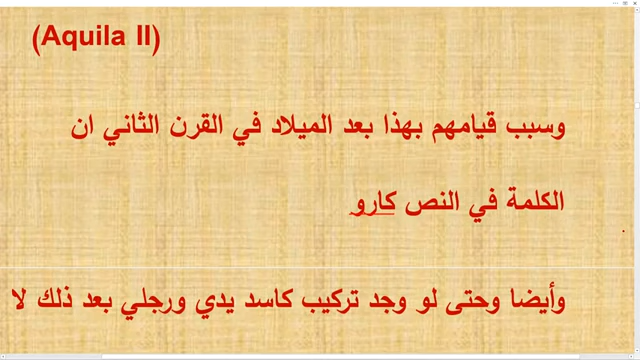 (Aquila II)
وسبب قيامهم بهذا بعد الميلاد في القرن الثاني ان
الكلمة في النص كارو
وأيضا وحتى لو وجد تركيب كاسد يدي ورجلي بعد ذلك لا